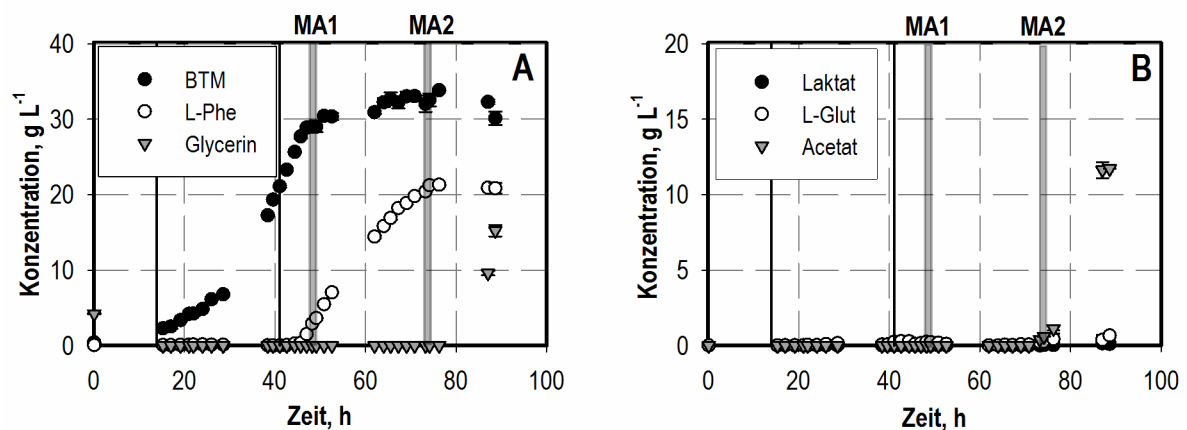 MA1 MA2
A
BTM
L-Phe
Glycerin
Konzentration, g L-1
40
30
20
10
0
0 20 40 60 80 100
Zeit, h
MA1 MA2
B
Laktat
L-Glut
Acetat
Konzentration, g L-1
20
15
10
5
0
0 20 40 60 80 100
Zeit, h